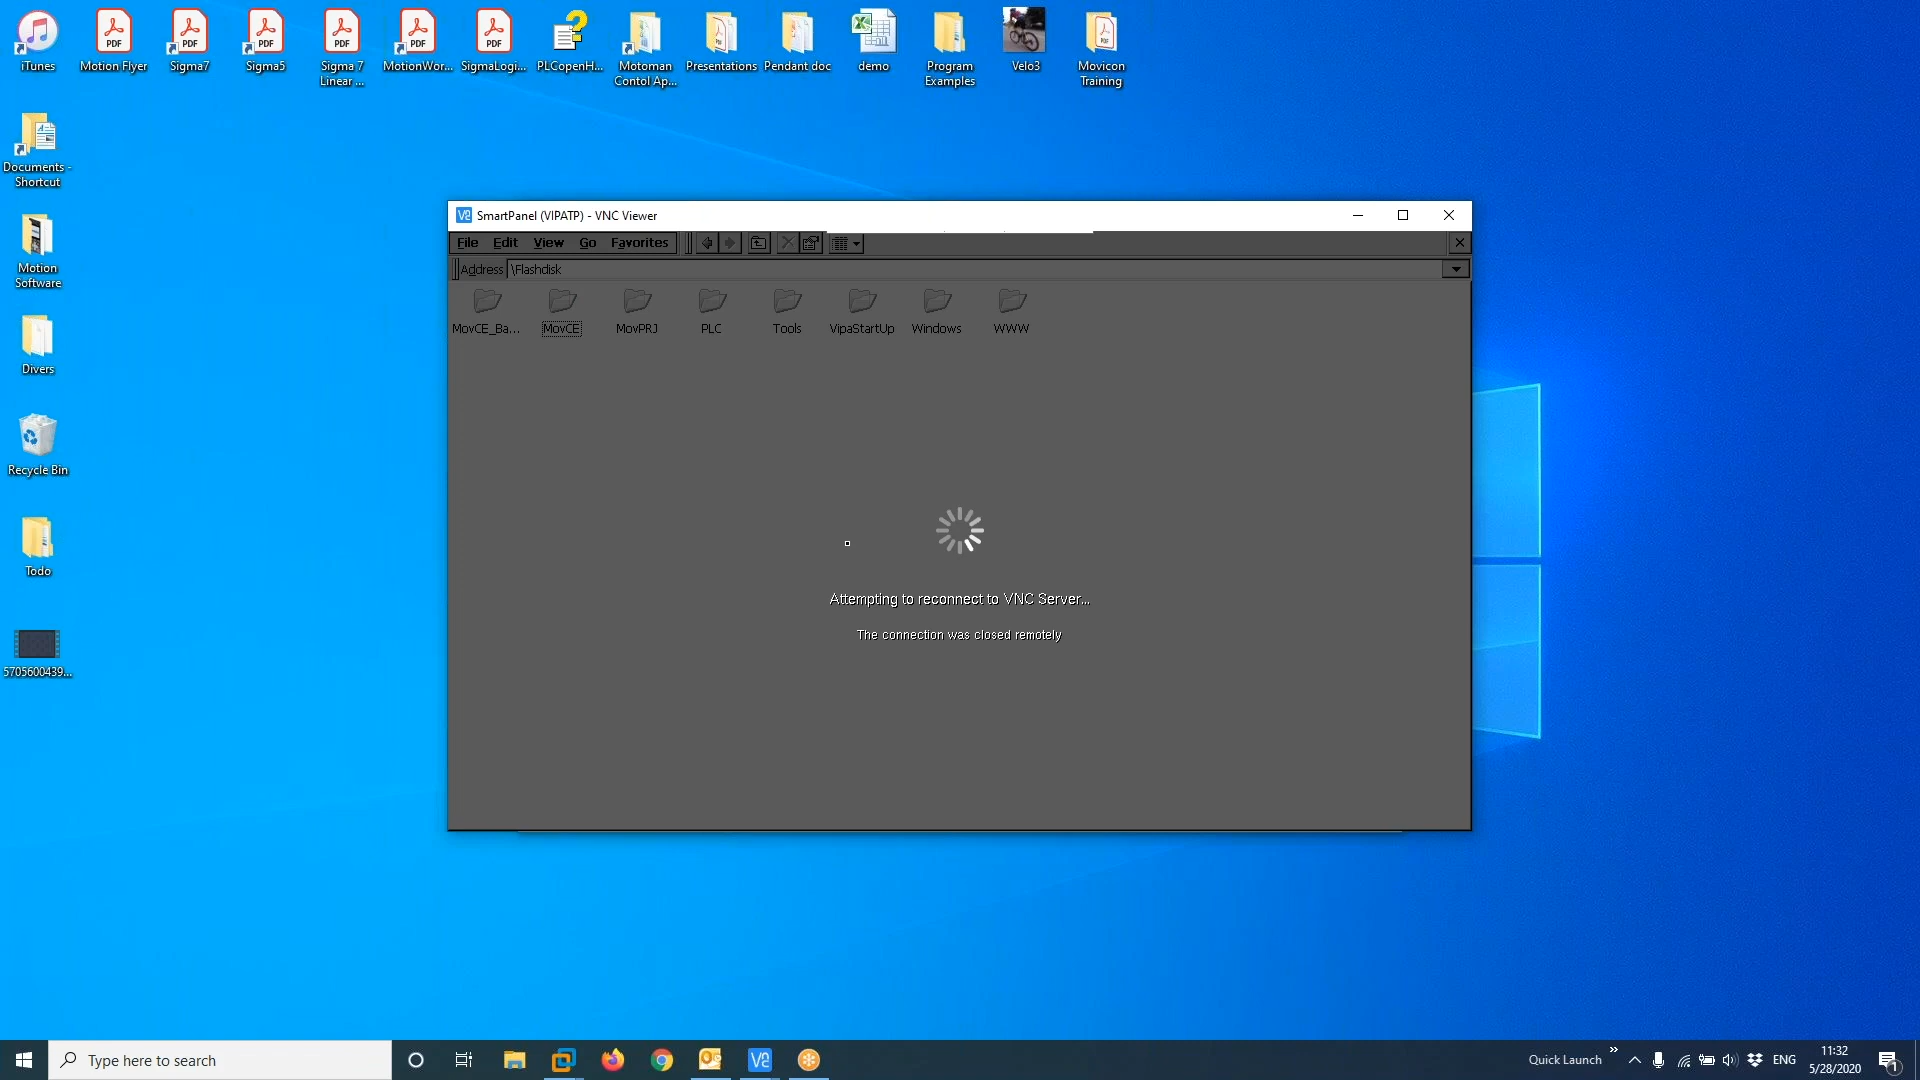 iTunes
Motion Flyer
Sigma7
Sigma5
Sigma 7
Linear ...
MotionWor...
SigmaLogi...
PLCopenH...
Motoman
Contol Ap...
Presentations
Pendant doc
demo
Program
Examples
Velo3
Movicon
Training
Documents -
Shortcut
Motion
Software
Divers
Recycle Bin
Todo
5705600439...
SmartPanel (VIPATP) - VNC Viewer
File Edit View Go Favorites
Address \Flashdisk
MovCE_Ba... MovCE MovPRJ PLC Tools VipaStartUp Windows WWW
Attempting to reconnect to VNC Server...
The connection was closed remotely
Type here to search
Quick Launch
ENG
11:32
5/28/2020
1